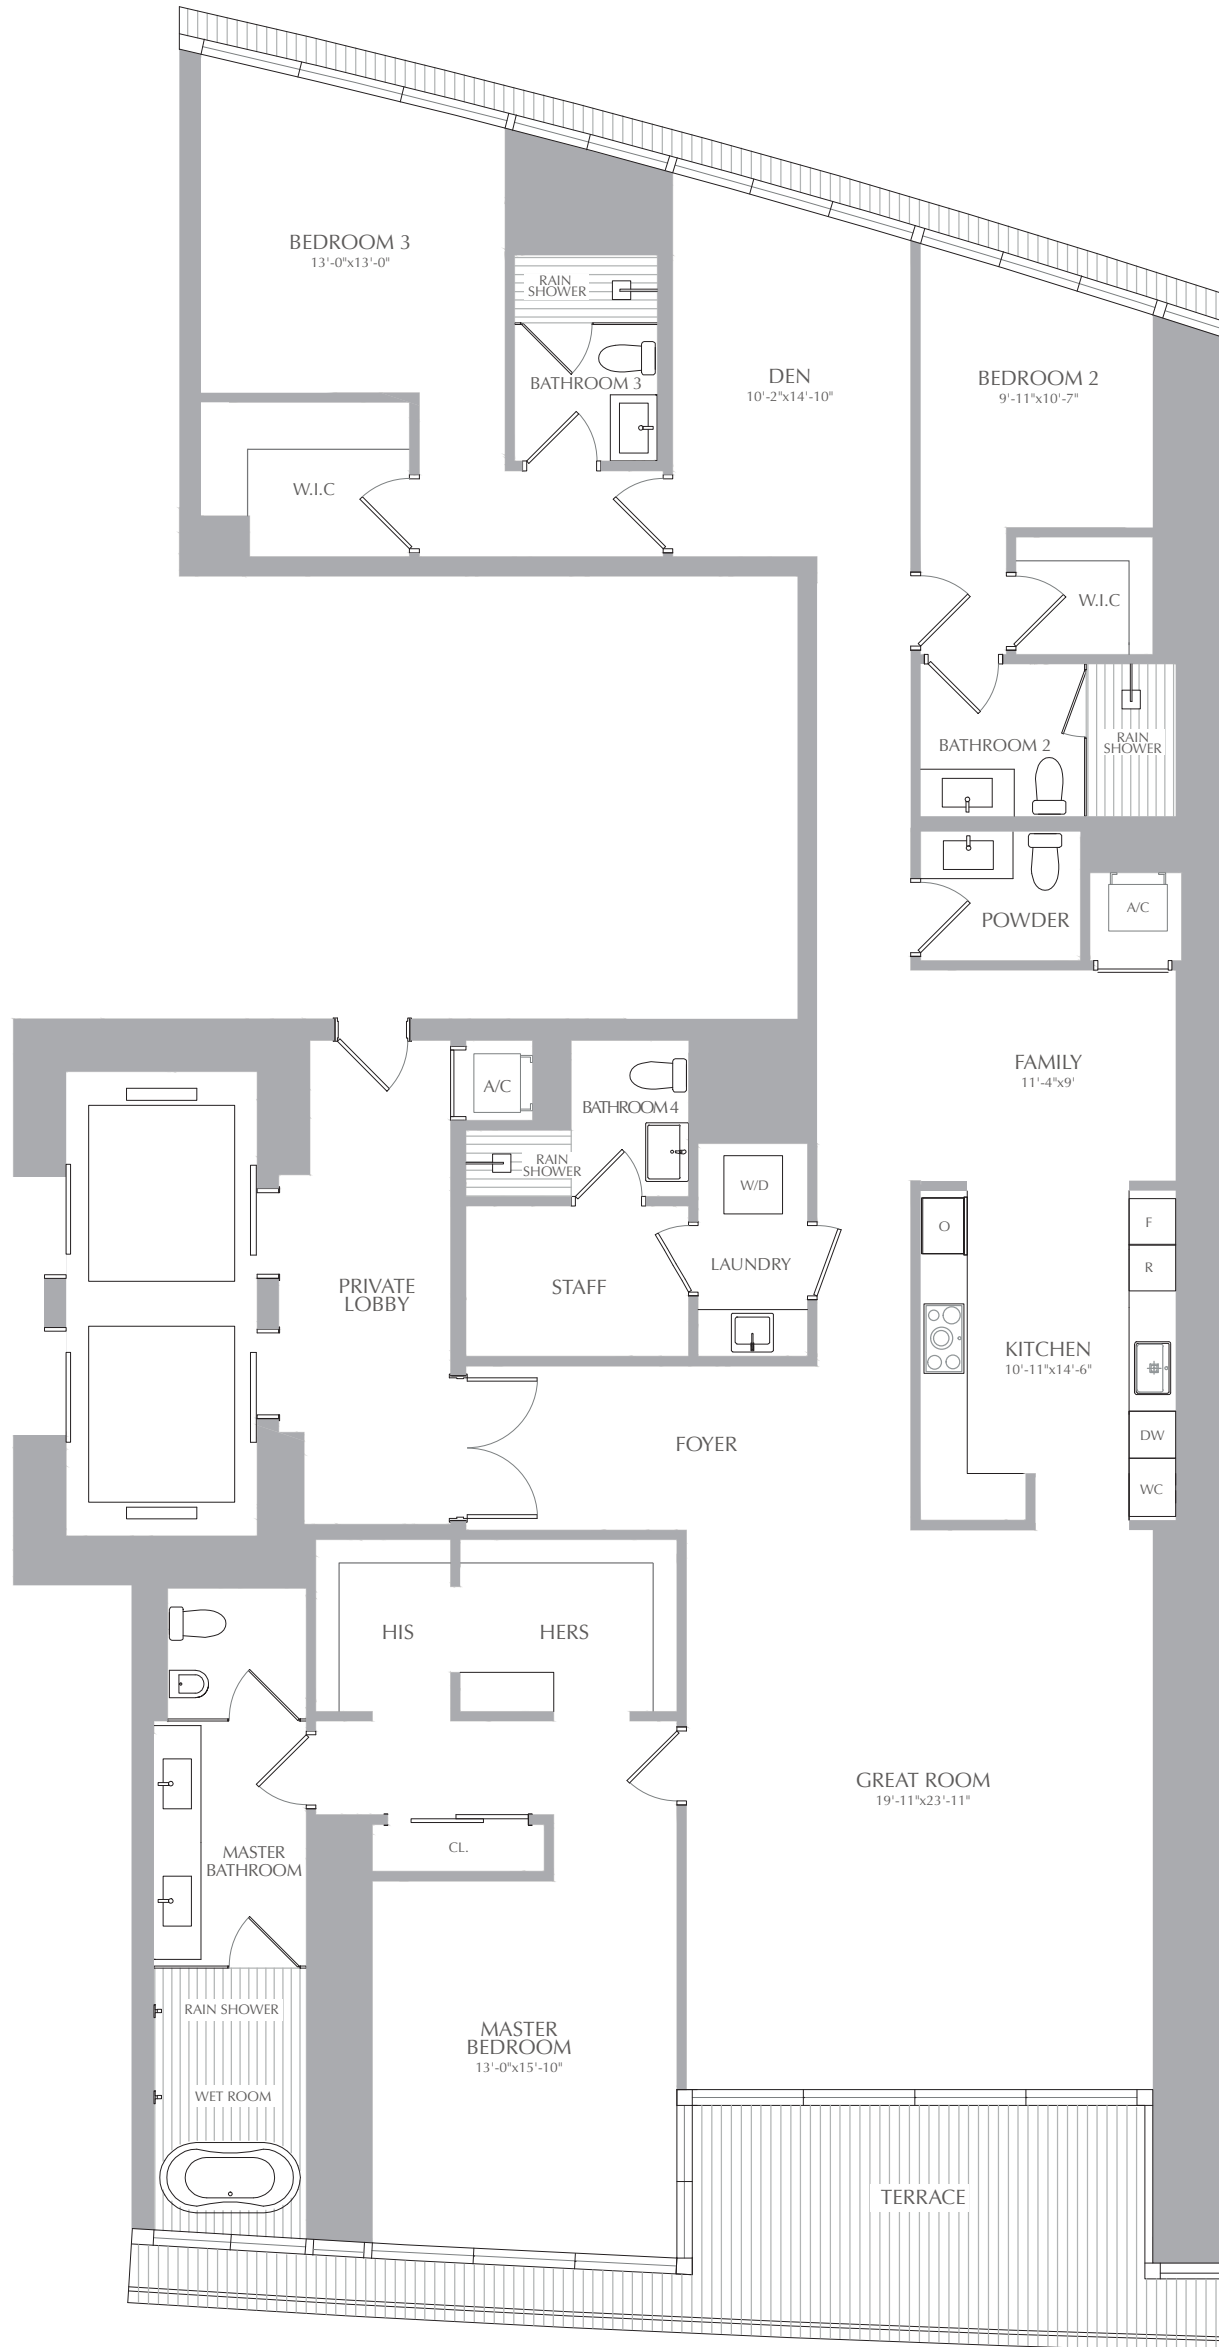 BEDROOM 3
13'-0"x13'-0"
RAIN
SHOWER
BATHROOM 3
DEN
10'-2"x14'-10"
BEDROOM 2
9'-11"x10'-7"
W.I.C
W.I.C
BATHROOM 2
RAIN
SHOWER
POWDER
A/C
FAMILY
11'-4"x9'
A/C
BATHROOM 4
RAIN
SHOWER
W/D
O
F
R
LAUNDRY
STAFF
PRIVATE
LOBBY
KITCHEN
10'-11"x14'-6"
DW
WC
FOYER
HIS
HERS
GREAT ROOM
19'-11"x23'-11"
CL.
MASTER
BATHROOM
RAIN SHOWER
WET ROOM
MASTER
BEDROOM
13'-0"x15'-10"
TERRACE